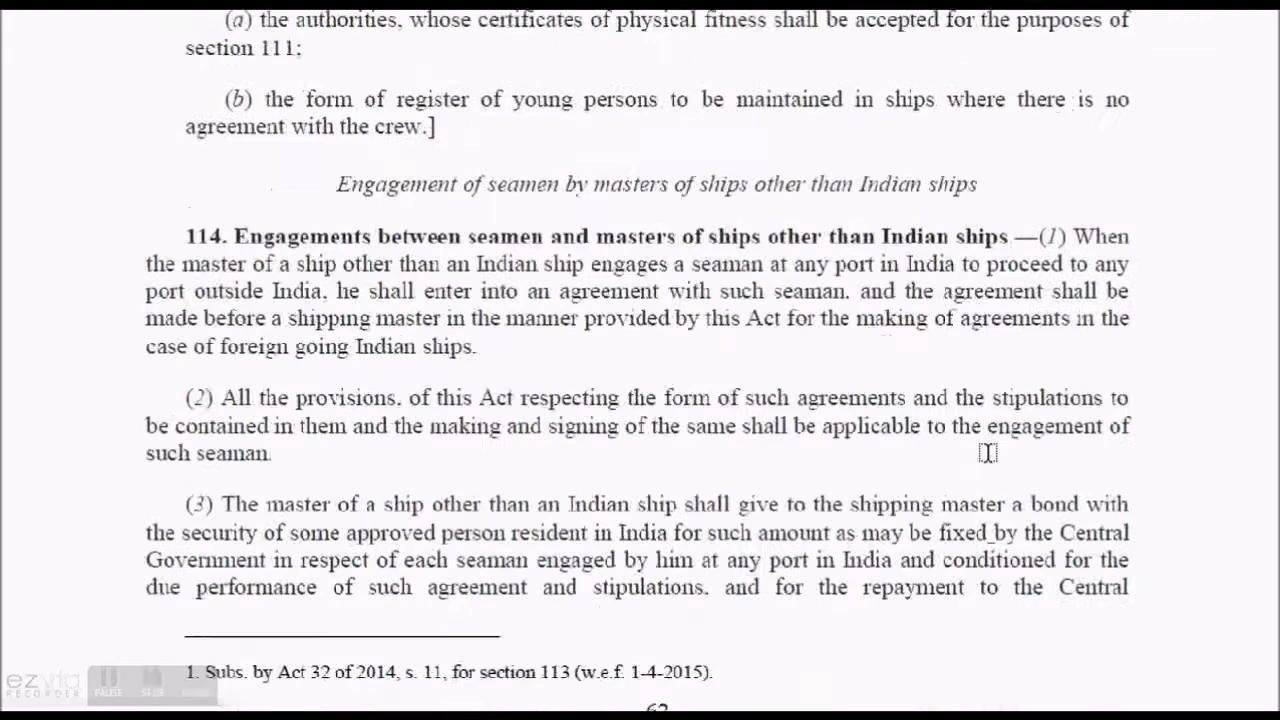 (a) the authorities, whose certificates of physical fitness shall be accepted for the purposes of
section 111;
(b) the form of register of young persons to be maintained in ships where there is no
agreement with the crew.]
Engagement of seamen by masters of ships other than Indian ships
114. Engagements between seamen and masters of ships other than Indian ships.—(1) When
the master of a ship other than an Indian ship engages a seaman at any port in India to proceed to any
port outside India, he shall enter into an agreement with such seaman, and the agreement shall be
made before a shipping master in the manner provided by this Act for the making of agreements in the
case of foreign going Indian ships.
(2) All the provisions, of this Act respecting the form of such agreements and the stipulations to
be contained in them and the making and signing of the same shall be applicable to the engagement of
such seaman.
(3) The master of a ship other than an Indian ship shall give to the shipping master a bond with
the security of some approved person resident in India for such amount as may be fixed by the Central
Government in respect of each seaman engaged by him at any port in India and conditioned for the
due performance of such agreement and stipulations, and for the repayment to the Central
1. Subs. by Act 32 of 2014, s. 11, for section 113 (w.e.f. 1-4-2015).
62
ezvid
RECORDER
PAUSE
STOP